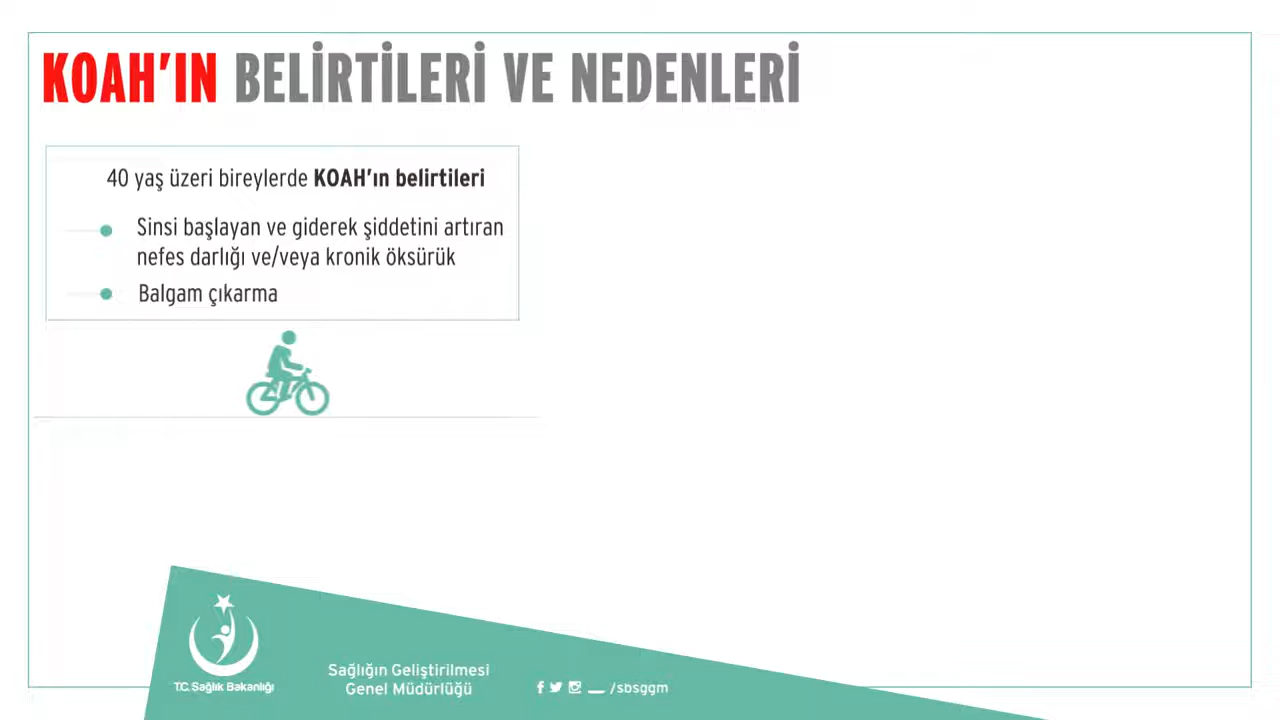 KOAH'IN BELİRTİLERİ VE NEDENLERİ
40 yaş üzeri bireylerde KOAH'ın belirtileri
Sinsi başlayan ve giderek şiddetini artıran
nefes darlığı ve/veya kronik öksürük
Balgam çıkarma
T.C. Sağlık Bakanlığı
Sağlığın Geliştirilmesi
Genel Müdürlüğü
/sbsggm